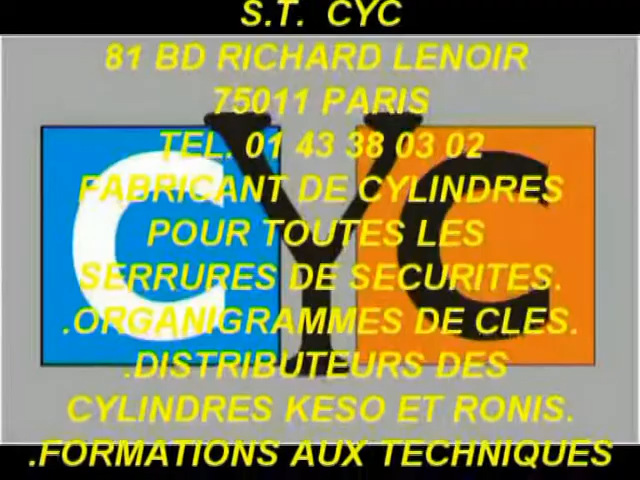 S.T. CYC
81 BD RICHARD LENOIR
75011 PARIS
TEL. 01 43 38 03 02
FABRICANT DE CYLINDRES
POUR TOUTES LES
SERRURES DE SECURITES.
.ORGANIGRAMMES DE CLES.
.DISTRIBUTEURS DES
CYLINDRES KESO ET RONIS.
.FORMATIONS AUX TECHNIQUES
CYC